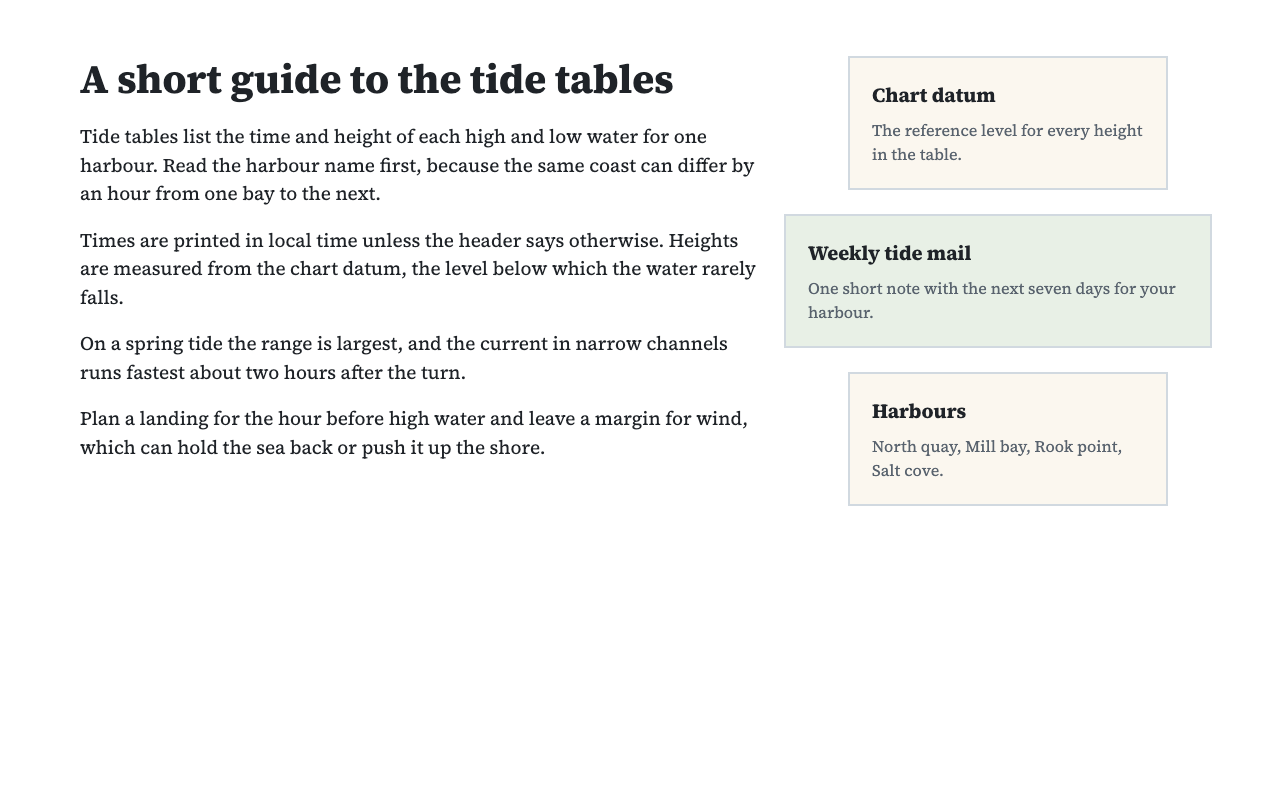 A short guide to the tide tables
Tide tables list the time and height of each high and low water for one
harbour. Read the harbour name first, because the same coast can differ by
an hour from one bay to the next.
Times are printed in local time unless the header says otherwise. Heights
are measured from the chart datum, the level below which the water rarely
falls.
On a spring tide the range is largest, and the current in narrow channels
runs fastest about two hours after the turn.
Plan a landing for the hour before high water and leave a margin for wind,
which can hold the sea back or push it up the shore.
Chart datum
The reference level for every height
in the table.
Weekly tide mail
One short note with the next seven days for your
harbour.
Harbours
North quay, Mill bay, Rook point,
Salt cove.